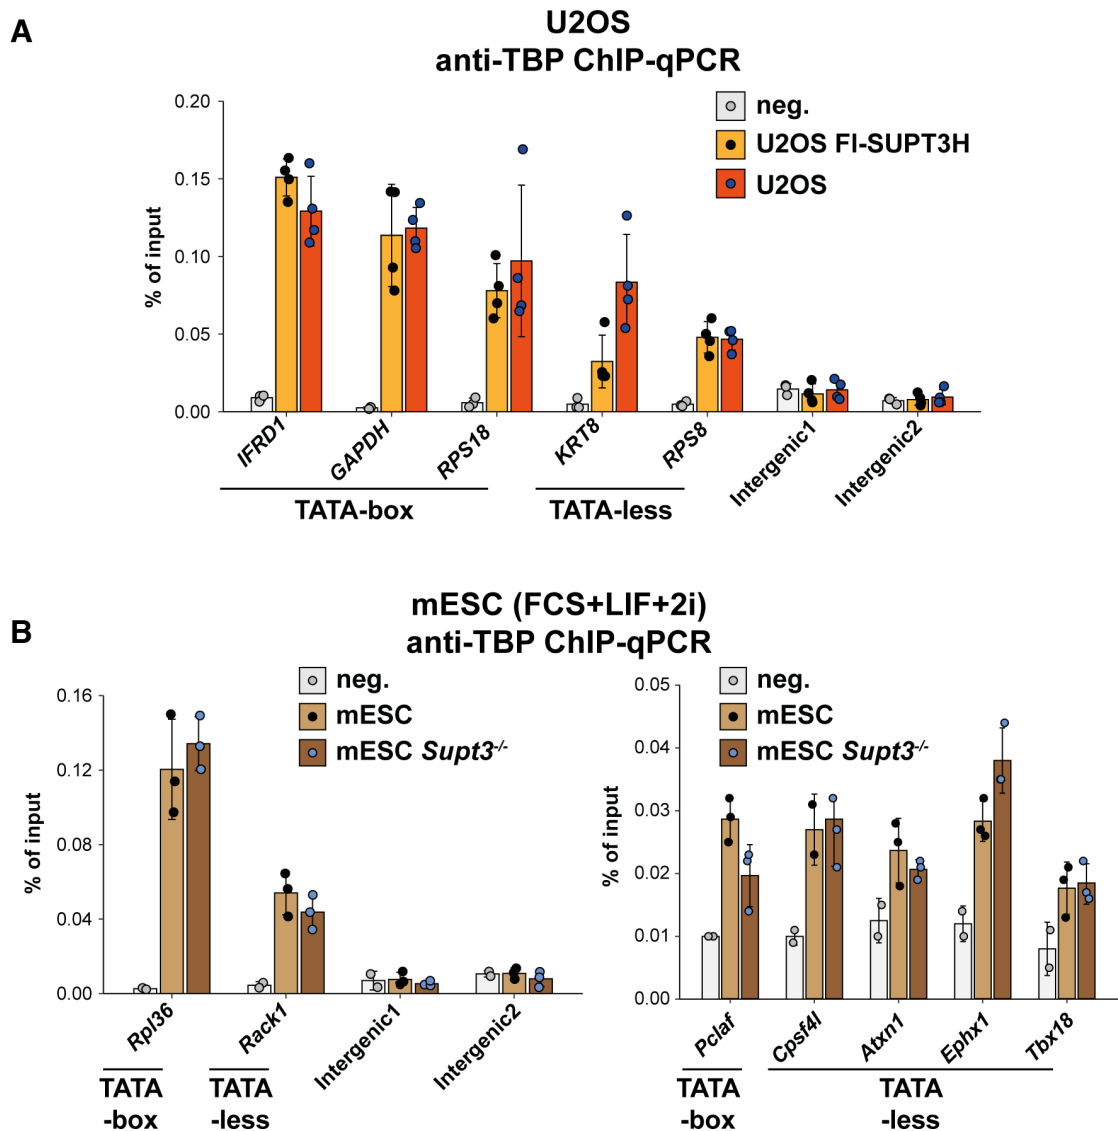 A
U2OS
anti-TBP ChIP-qPCR
neg.
U2OS FI-SUPT3H
U2OS
% of input
0.20
0.15
0.10
0.05
0.00
IFRD1
GAPDH
RPS18
KRT8
RPS8
Intergenic1
Intergenic2
TATA-box
TATA-less
B
mESC (FCS+LIF+2i)
anti-TBP ChIP-qPCR
neg.
mESC
mESC Supt3-/-
% of input
0.16
0.12
0.08
0.04
0.00
Rpl36
Rack1
Intergenic1
Intergenic2
TATA
-box
TATA
-less
neg.
mESC
mESC Supt3-/-
% of input
0.05
0.04
0.03
0.02
0.01
0.00
Pclaf
Cpsf4l
Atxn1
Ephx1
Tbx18
TATA
-box
TATA
-less